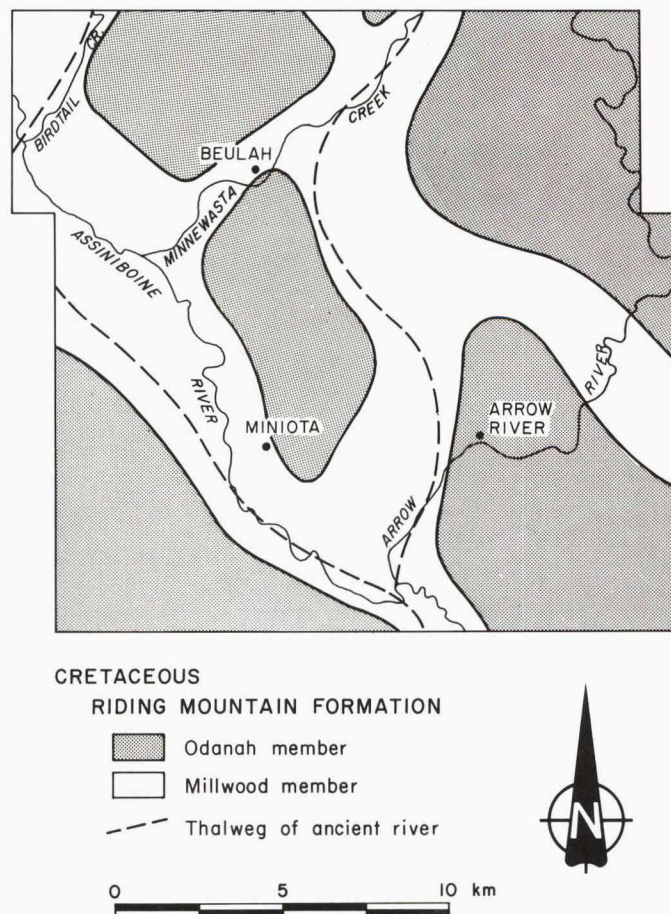 BIRDTAIL CR.
BEULAH
MINNEWASTA CREEK
ASSINIBOINE RIVER
MINIOTA
ARROW RIVER
ARROW
RIVER
CRETACEOUS
RIDING MOUNTAIN FORMATION
Odanah member
Millwood member
Thalweg of ancient river
N
0 5 10 km